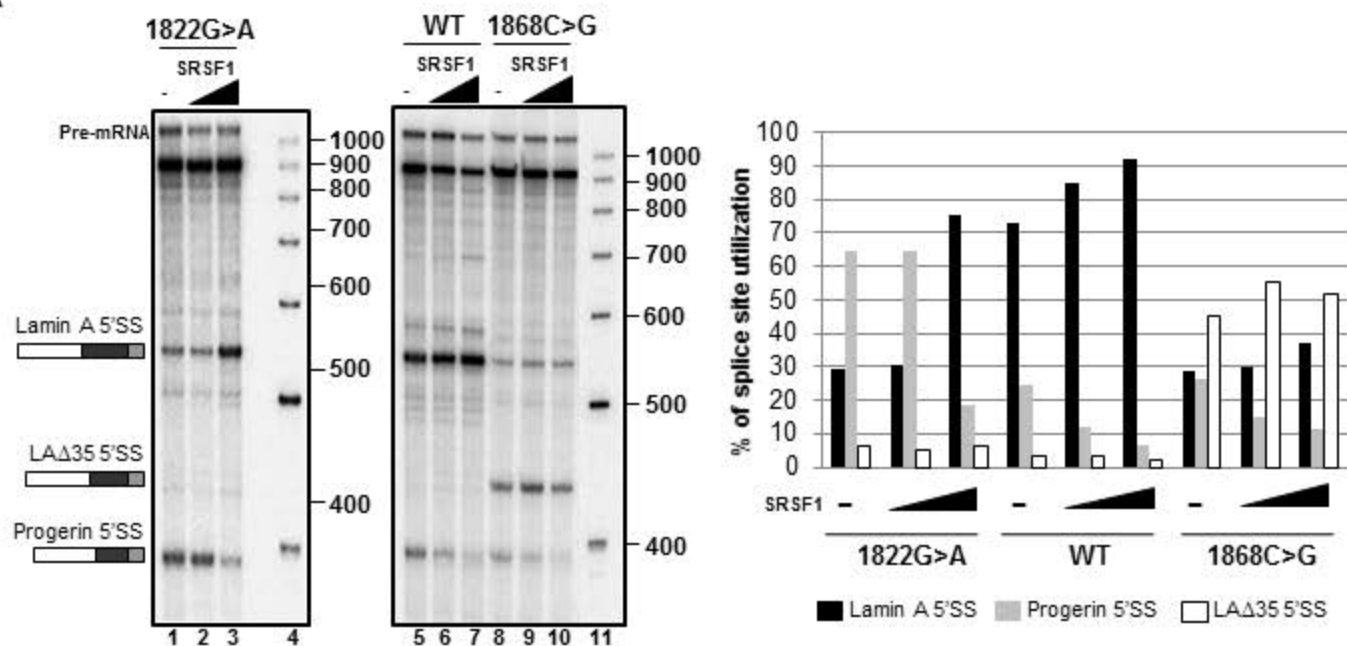 1822G>A
SRSF1
-
Pre-mRNA
1000
900
800
700
600
500
400
Lamin A 5'SS
LAΔ35 5'SS
Progerin 5'SS
1 2 3 4
WT 1868C>G
SRSF1 SRSF1
- -
1000
900
800
700
600
500
400
5 6 7 8 9 10 11
% of splice site utilization
100
90
80
70
60
50
40
30
20
10
0
SRSF1 - - -
1822G>A WT 1868C>G
Lamin A 5'SS Progerin 5'SS LAΔ35 5'SS